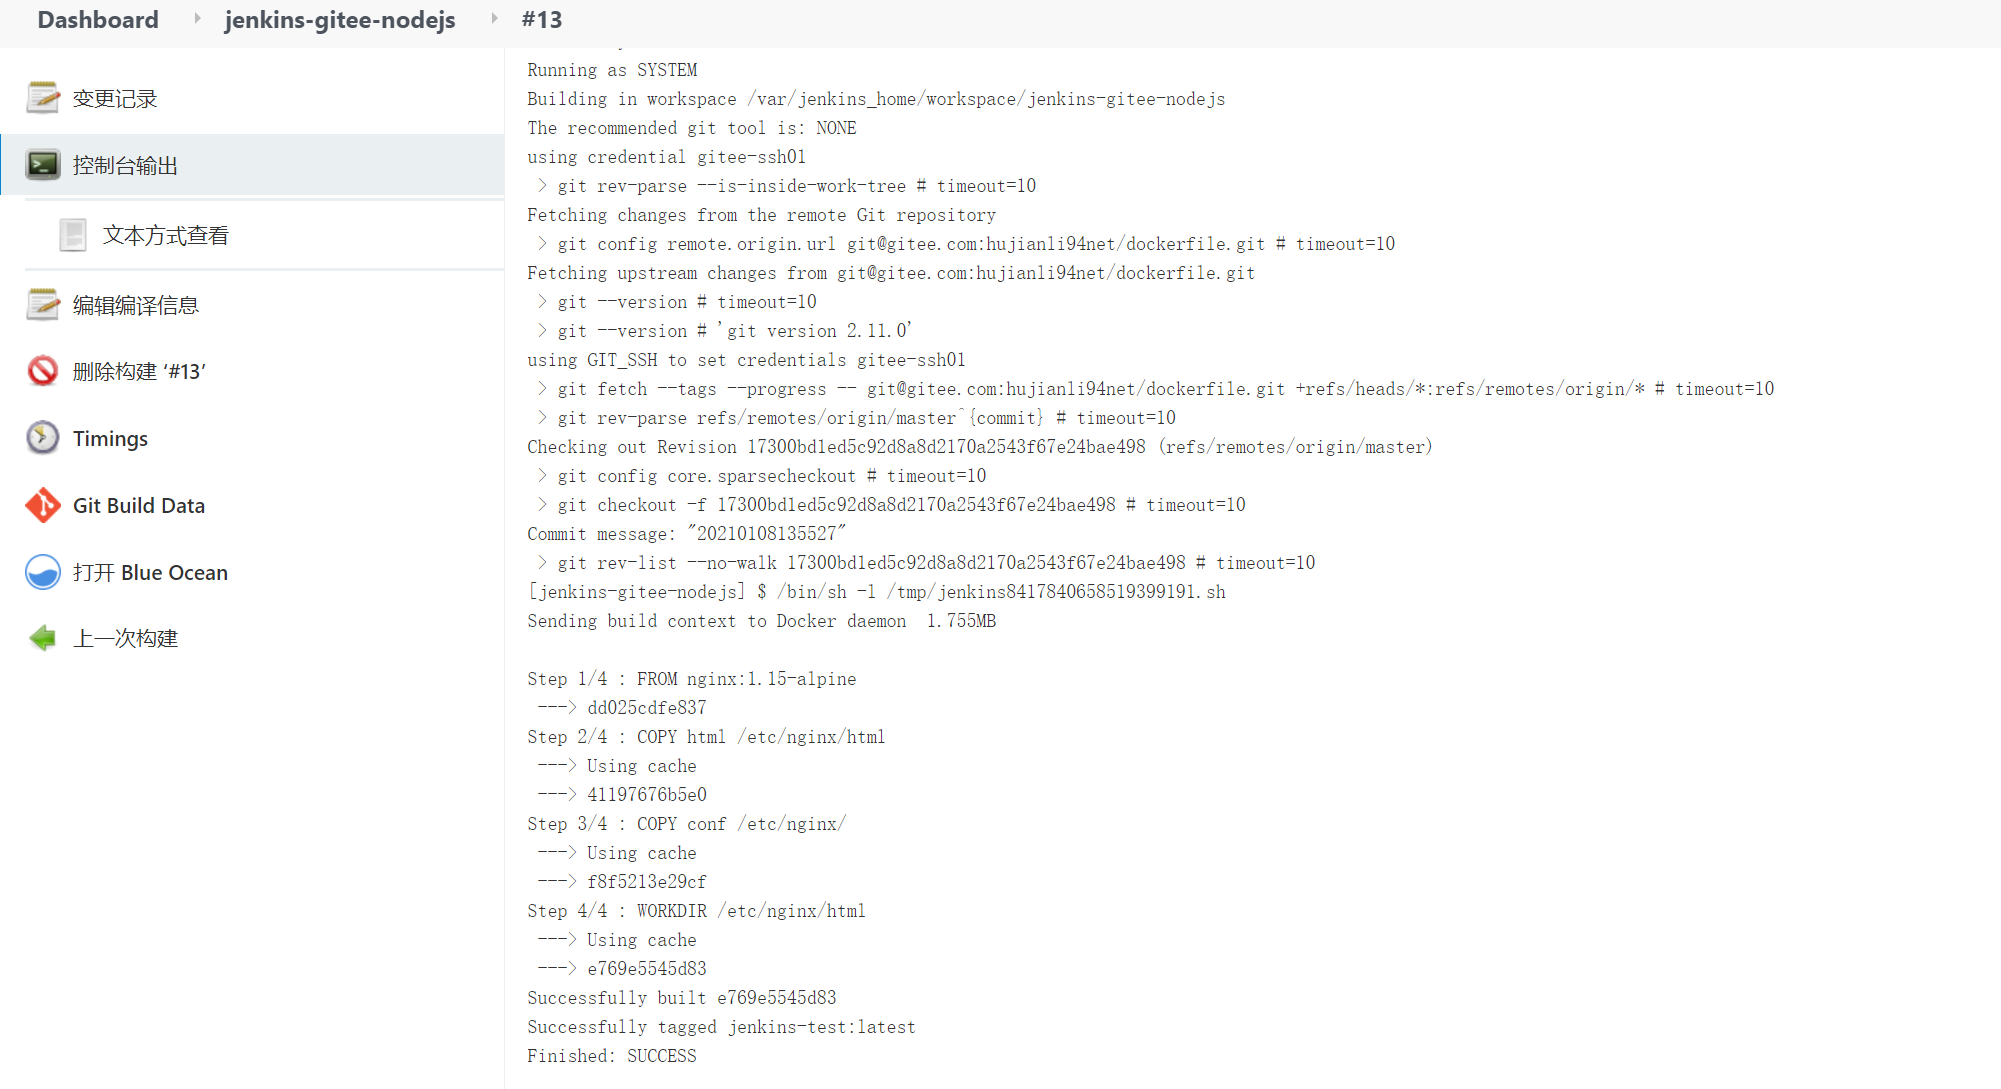 Dashboard
jenkins-gitee-nodejs
#13
变更记录
控制台输出
文本方式查看
编辑编译信息
删除构建 ‘#13’
Timings
Git Build Data
打开 Blue Ocean
上一次构建
Running as SYSTEM
Building in workspace /var/jenkins_home/workspace/jenkins-gitee-nodejs
The recommended git tool is: NONE
using credential gitee-ssh01
> git rev-parse --is-inside-work-tree # timeout=10
Fetching changes from the remote Git repository
> git config remote.origin.url git@gitee.com:hujianli94net/dockerfile.git # timeout=10
Fetching upstream changes from git@gitee.com:hujianli94net/dockerfile.git
> git --version # timeout=10
> git --version # 'git version 2.11.0'
using GIT_SSH to set credentials gitee-ssh01
> git fetch --tags --progress -- git@gitee.com:hujianli94net/dockerfile.git +refs/heads/*:refs/remotes/origin/* # timeout=10
> git rev-parse refs/remotes/origin/master^{commit} # timeout=10
Checking out Revision 17300bd1ed5c92d8a8d2170a2543f67e24bae498 (refs/remotes/origin/master)
> git config core.sparsecheckout # timeout=10
> git checkout -f 17300bd1ed5c92d8a8d2170a2543f67e24bae498 # timeout=10
Commit message: "20210108135527"
> git rev-list --no-walk 17300bd1ed5c92d8a8d2170a2543f67e24bae498 # timeout=10
[jenkins-gitee-nodejs] $ /bin/sh -l /tmp/jenkins8417840658519399191.sh
Sending build context to Docker daemon  1.755MB
Step 1/4 : FROM nginx:1.15-alpine
---> dd025cdfe837
Step 2/4 : COPY html /etc/nginx/html
---> Using cache
---> 41197676b5e0
Step 3/4 : COPY conf /etc/nginx/
---> Using cache
---> f8f5213e29cf
Step 4/4 : WORKDIR /etc/nginx/html
---> Using cache
---> e769e5545d83
Successfully built e769e5545d83
Successfully tagged jenkins-test:latest
Finished: SUCCESS